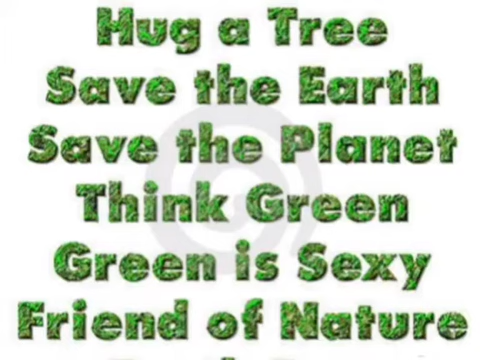 Hug a Tree
Save the Earth
Save the Planet
Think Green
Green is Sexy
Friend of Nature